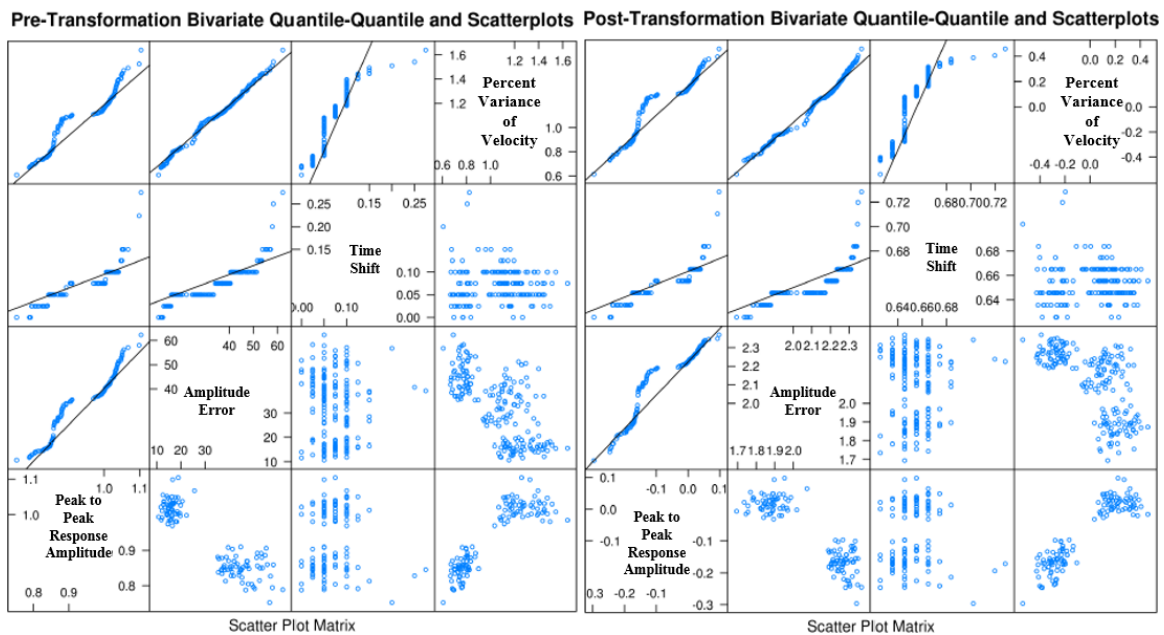 Pre-Transformation Bivariate Quantile-Quantile and Scatterplots
1.2 1.4 1.6
1.6
1.4
1.2
Percent
Variance
of
Velocity
1.0
0.8
0.6
0.6 0.8 1.0
0.15 0.25
0.25
0.20
0.15
Time
Shift
0.10
0.05
0.00
0.00 0.10
40 50 60
60
50
40
Amplitude
Error
30
20
10
10 20 30
1.0 1.1
1.1
1.0
Peak to
Peak
Response
Amplitude
0.9
0.8
0.8 0.9
Scatter Plot Matrix
Post-Transformation Bivariate Quantile-Quantile and Scatterplots
0.0 0.2 0.4
0.4
0.2
0.0
Percent
Variance
of
Velocity
0.0
-0.2
-0.4
-0.4 -0.2 0.0
0.68 0.70 0.72
0.72
0.70
0.68
Time
Shift
0.68
0.66
0.64
0.64 0.66 0.68
2.0 2.1 2.2 2.3
2.3
2.2
2.1
2.0
Amplitude
Error
2.0
1.9
1.8
1.7
1.7 1.8 1.9 2.0
-0.1 0.0 0.1
0.1
0.0
-0.1
Peak to
Peak
Response
Amplitude
-0.1
-0.2
-0.3
0.3 -0.2 -0.1
Scatter Plot Matrix